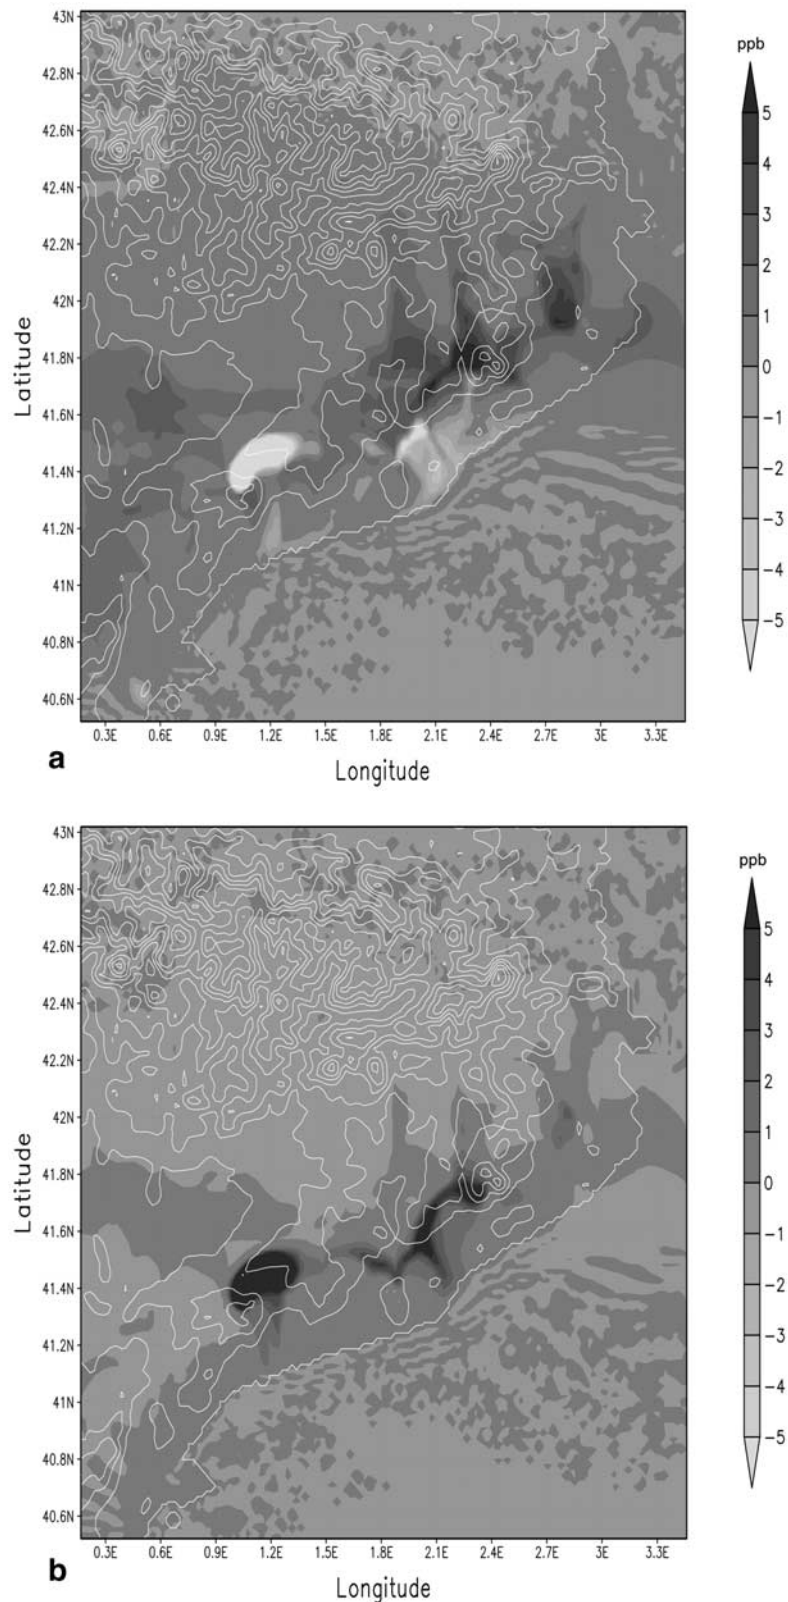 ppb
43N
42.8N
42.6N
42.4N
42.2N
42N
41.8N
41.6N
41.4N
41.2N
41N
40.8N
40.6N
Latitude
5
4
3
2
1
0
-1
-2
-3
-4
-5
0.3E 0.6E 0.9E 1.2E 1.5E 1.8E 2.1E 2.4E 2.7E 3E 3.3E
a
Longitude
ppb
43N
42.8N
42.6N
42.4N
42.2N
42N
41.8N
41.6N
41.4N
41.2N
41N
40.8N
40.6N
Latitude
5
4
3
2
1
0
-1
-2
-3
-4
-5
0.3E 0.6E 0.9E 1.2E 1.5E 1.8E 2.1E 2.4E 2.7E 3E 3.3E
b
Longitude